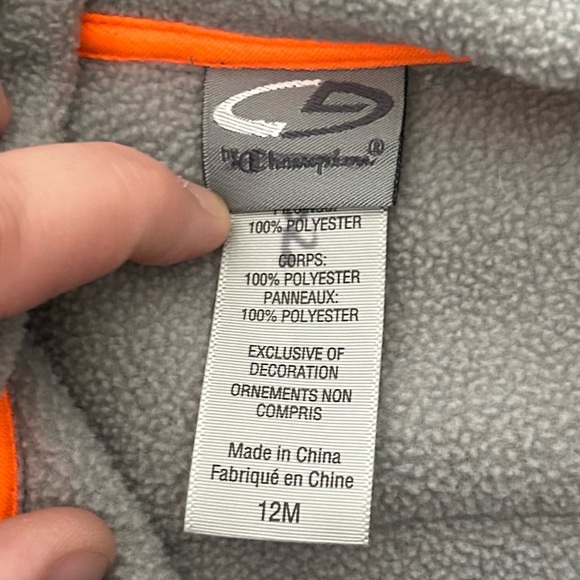 by Champion®
100% POLYESTER
CORPS:
100% POLYESTER
PANNEAUX:
100% POLYESTER
EXCLUSIVE OF
DECORATION
ORNEMENTS NON
COMPRIS
Made in China
Fabriqué en Chine
12M